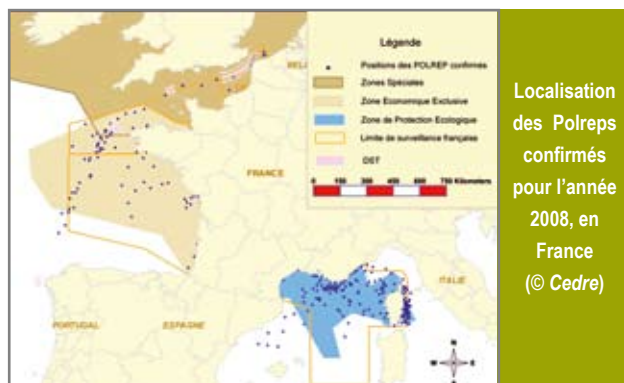 Légende
Positions des POLREP confirmés
Zones Spéciales
Zone Economique Exclusive
Zone de Protection Ecologique
Limite de surveillance française
DST
0 150 300 450 600 750 Kilometers
BEL
FRANCE
ITALIE
PORTUGAL
ESPAGNE
N
W E
S
Localisation
des Polreps
confirmés
pour l'année
2008, en
France
(© Cedre)